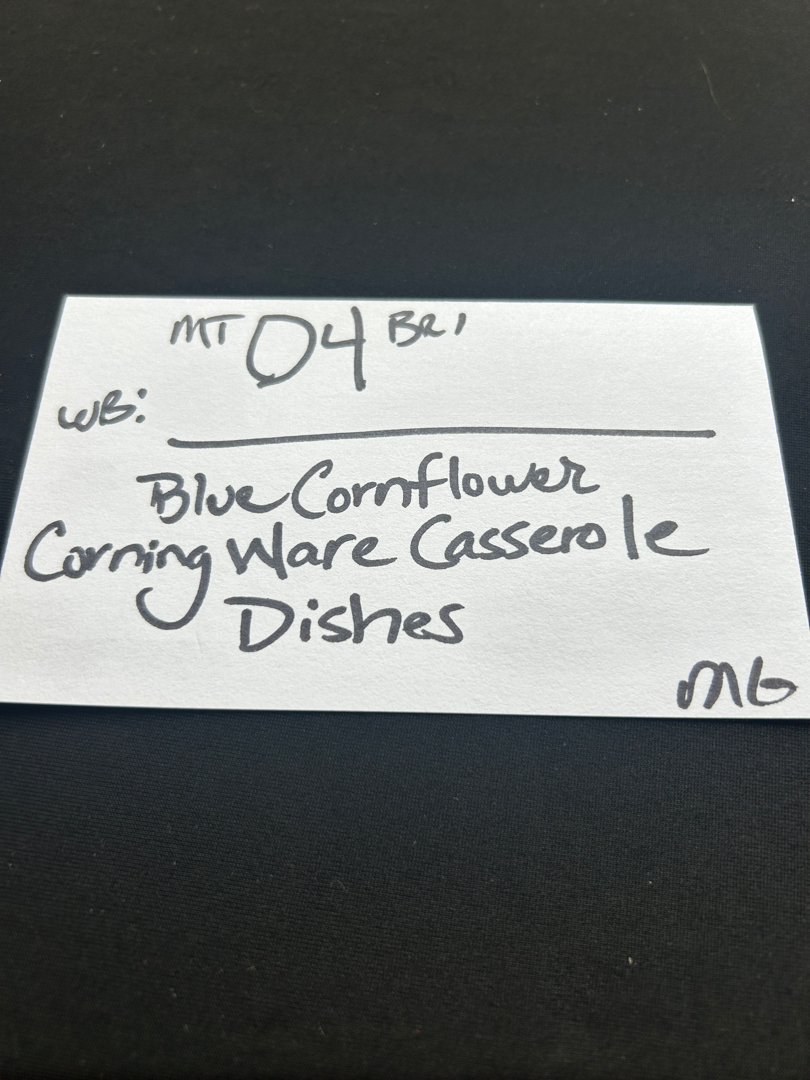 MT 04 BR1
WB:
Blue Cornflower
Corning Ware Casserole
Dishes
MG